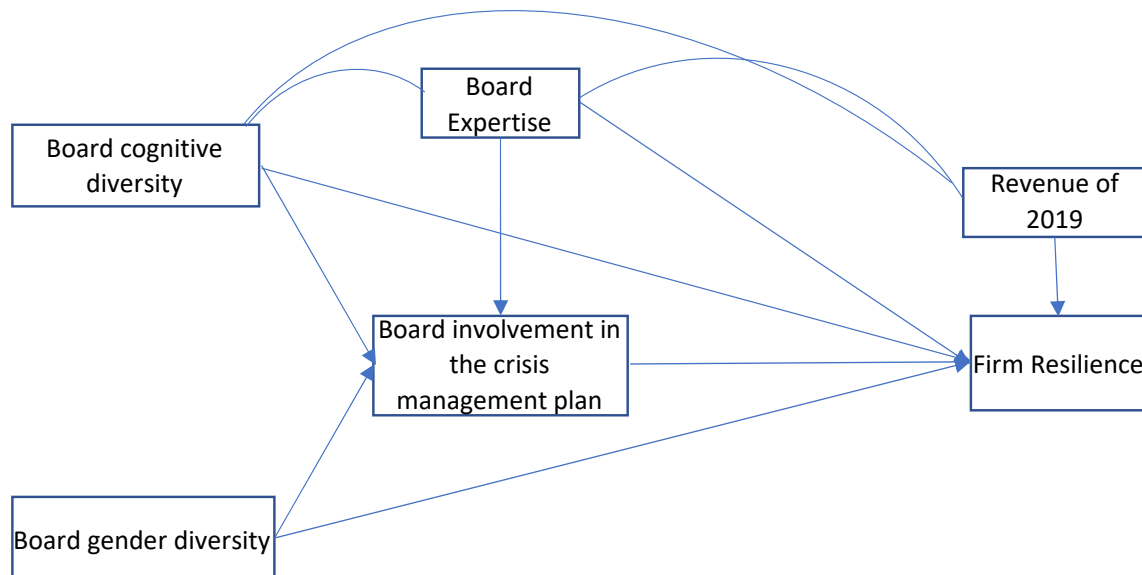 Board
Expertise
Board cognitive
diversity
Revenue of
2019
Board involvement in
the crisis
management plan
Firm Resilience
Board gender diversity